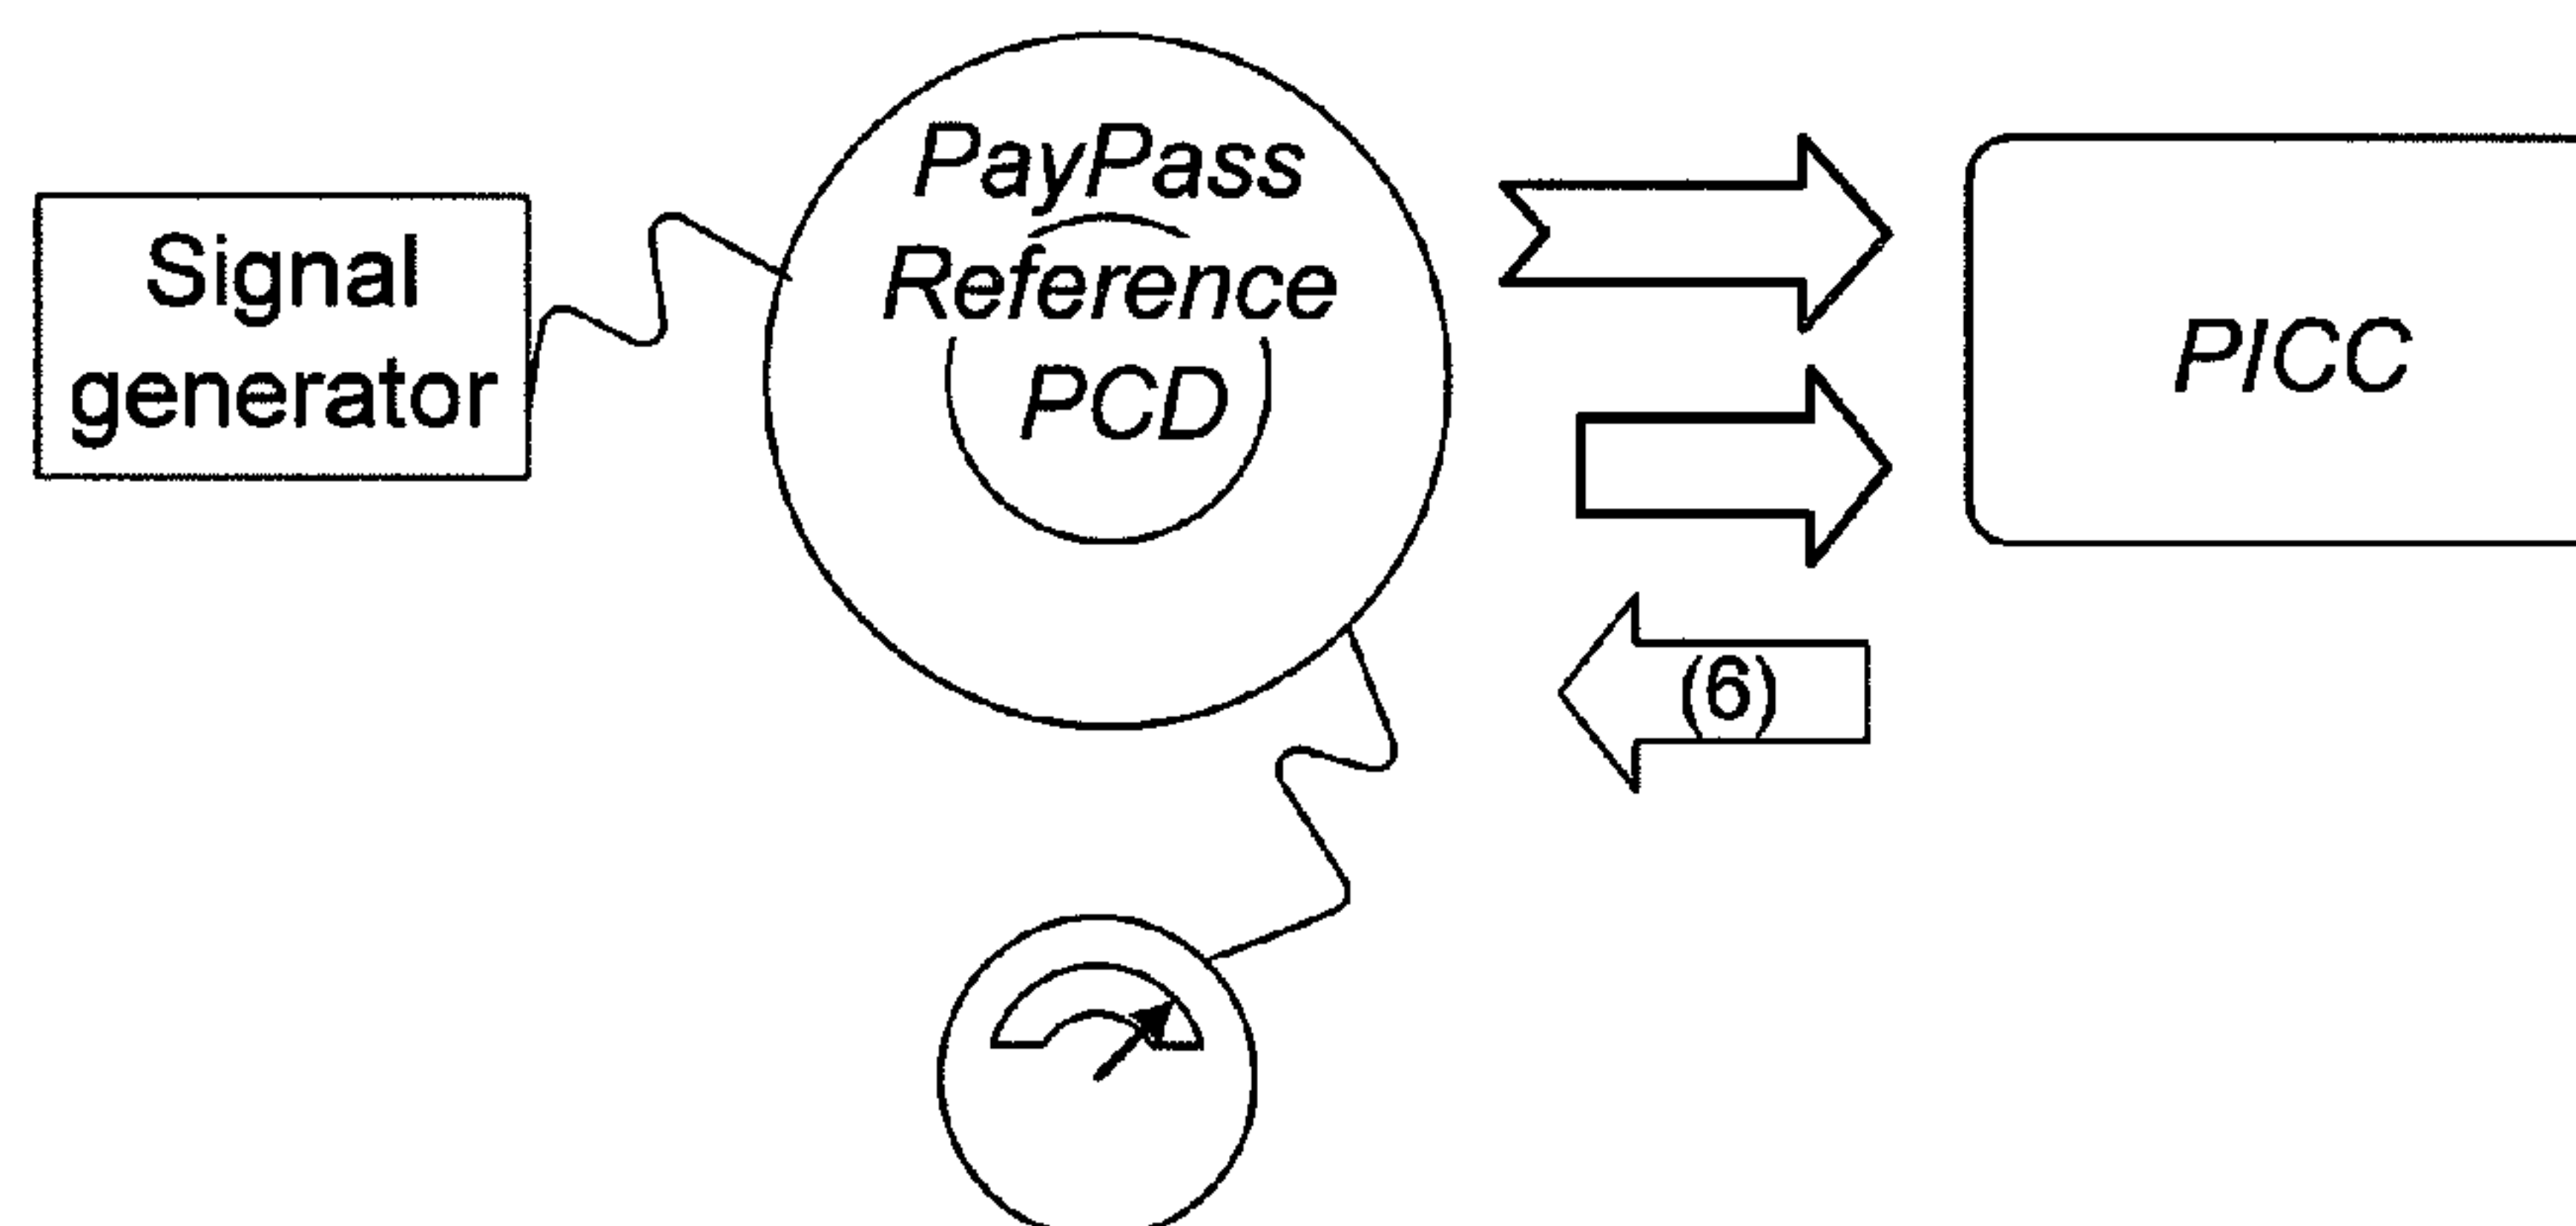 Signal
generator
PayPass
Reference
PCD
PICC
(6)